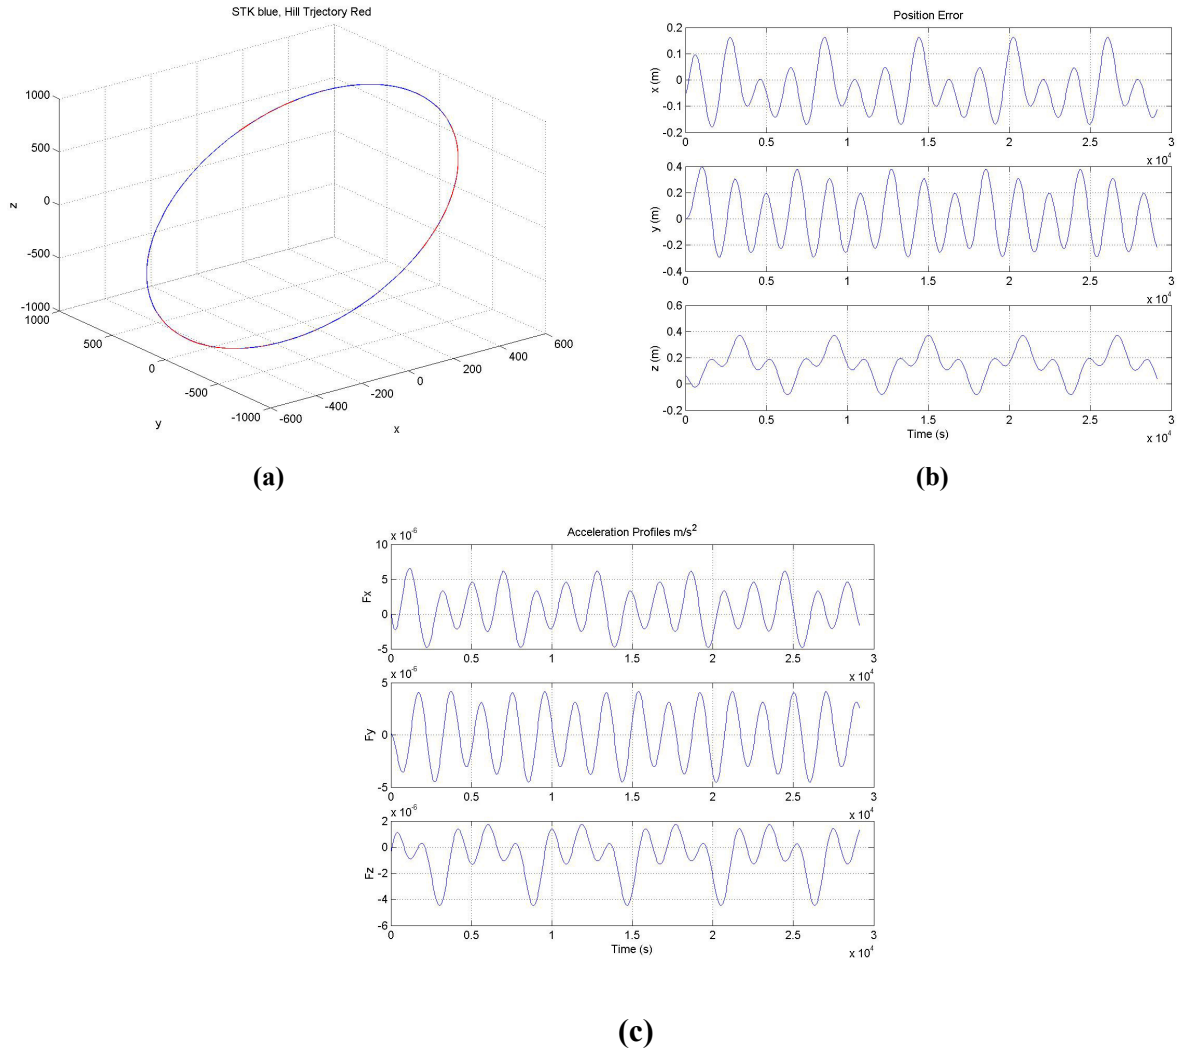 STK blue, Hill Trjectory Red
1000
500
0
-500
-1000
z
1000
500
0
-500
-1000
y
-600
-400
-200
0
200
400
600
x
(a)
Position Error
0.2
0.1
0
-0.1
-0.2
x (m)
0 0.5 1 1.5 2 2.5 3
x 10^4
0.4
0.2
0
-0.2
-0.4
y (m)
0 0.5 1 1.5 2 2.5 3
x 10^4
0.6
0.4
0.2
0
-0.2
z (m)
0 0.5 1 1.5 2 2.5 3
Time (s)
x 10^4
(b)
Acceleration Profiles m/s^2
x 10^-6
10
5
0
-5
Fx
0 0.5 1 1.5 2 2.5 3
x 10^-6
x 10^4
5
0
-5
Fy
0 0.5 1 1.5 2 2.5 3
x 10^-6
x 10^4
2
0
-2
-4
-6
Fz
0 0.5 1 1.5 2 2.5 3
Time (s)
x 10^4
(c)